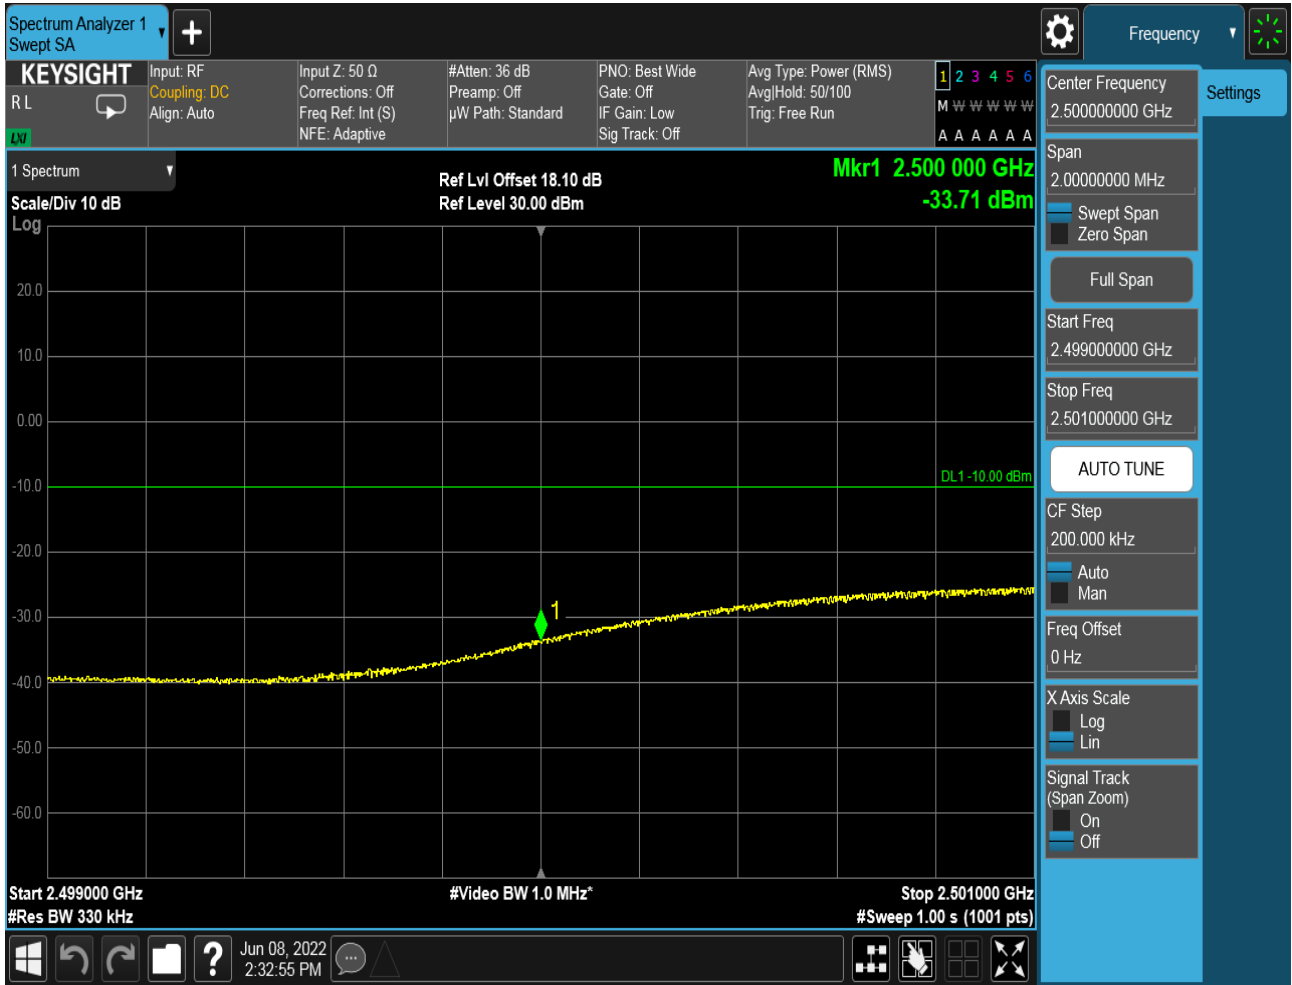 Spectrum Analyzer 1
Swept SA
Frequency
KEYSIGHT
R L
LXI
Input: RF
Coupling: DC
Align: Auto
Input Z: 50 Ω
Corrections: Off
Freq Ref: Int (S)
NFE: Adaptive
#Atten: 36 dB
Preamp: Off
µW Path: Standard
PNO: Best Wide
Gate: Off
IF Gain: Low
Sig Track: Off
Avg Type: Power (RMS)
Avg|Hold: 50/100
Trig: Free Run
1 2 3 4 5 6
M W W W W W
A A A A A A
1 Spectrum
Scale/Div 10 dB
Log
Ref Lvl Offset 18.10 dB
Ref Level 30.00 dBm
Mkr1 2.500 000 GHz
-33.71 dBm
20.0
10.0
0.00
-10.0
-20.0
-30.0
-40.0
-50.0
-60.0
DL1 -10.00 dBm
1
Start 2.499000 GHz
#Res BW 330 kHz
#Video BW 1.0 MHz*
Stop 2.501000 GHz
#Sweep 1.00 s (1001 pts)
Jun 08, 2022
2:32:55 PM
Center Frequency
2.500000000 GHz
Settings
Span
2.00000000 MHz
Swept Span
Zero Span
Full Span
Start Freq
2.499000000 GHz
Stop Freq
2.501000000 GHz
AUTO TUNE
CF Step
200.000 kHz
Auto
Man
Freq Offset
0 Hz
X Axis Scale
Log
Lin
Signal Track
(Span Zoom)
On
Off